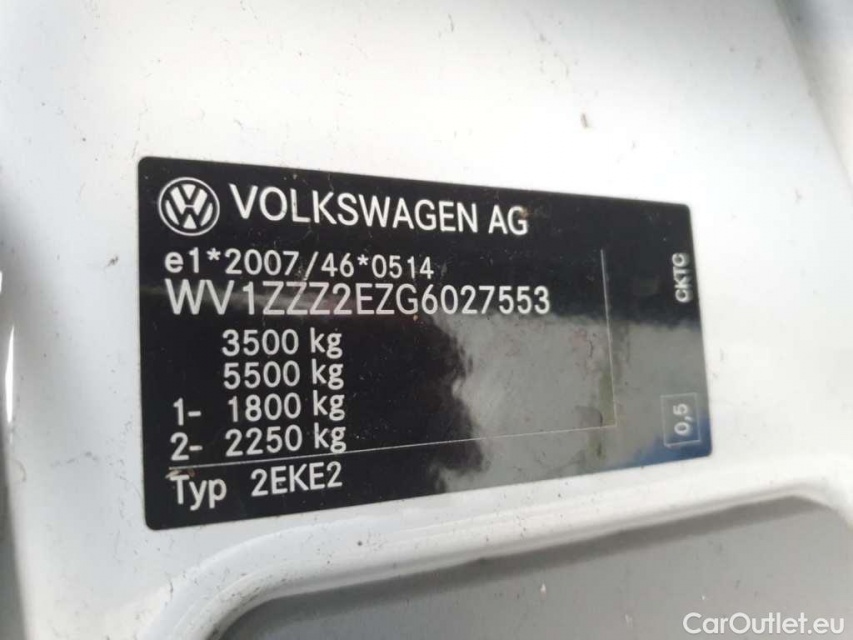 VOLKSWAGEN AG
e1*2007/46*0514
WV1ZZZ2EZG6027553
3500 kg
5500 kg
1- 1800 kg
2- 2250 kg
Typ 2EKE2
CKTC
0,5
CarOutlet.eu